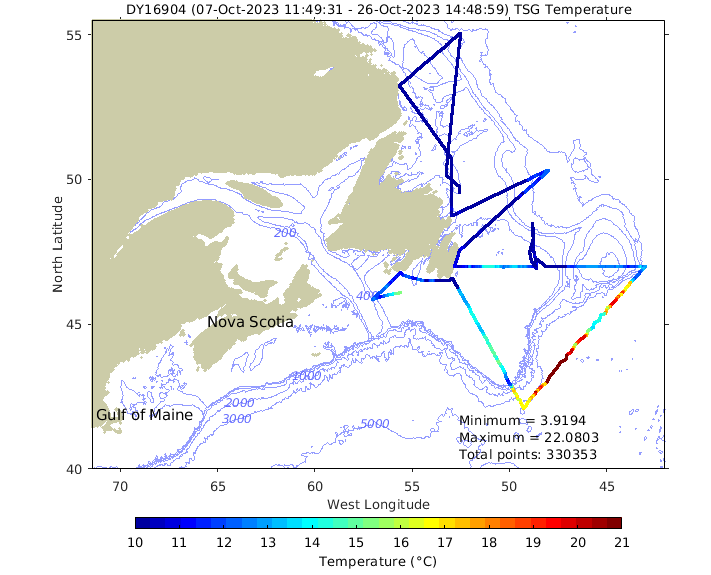 DY16904 (07-Oct-2023 11:49:31 - 26-Oct-2023 14:48:59) TSG Temperature
55
50
45
40
North Latitude
200
400
Nova Scotia
1000
2000
3000
5000
Gulf of Maine
Minimum = 3.9194
Maximum = 22.0803
Total points: 330353
70 65 60 55 50 45
West Longitude
10 11 12 13 14 15 16 17 18 19 20 21
Temperature (°C)